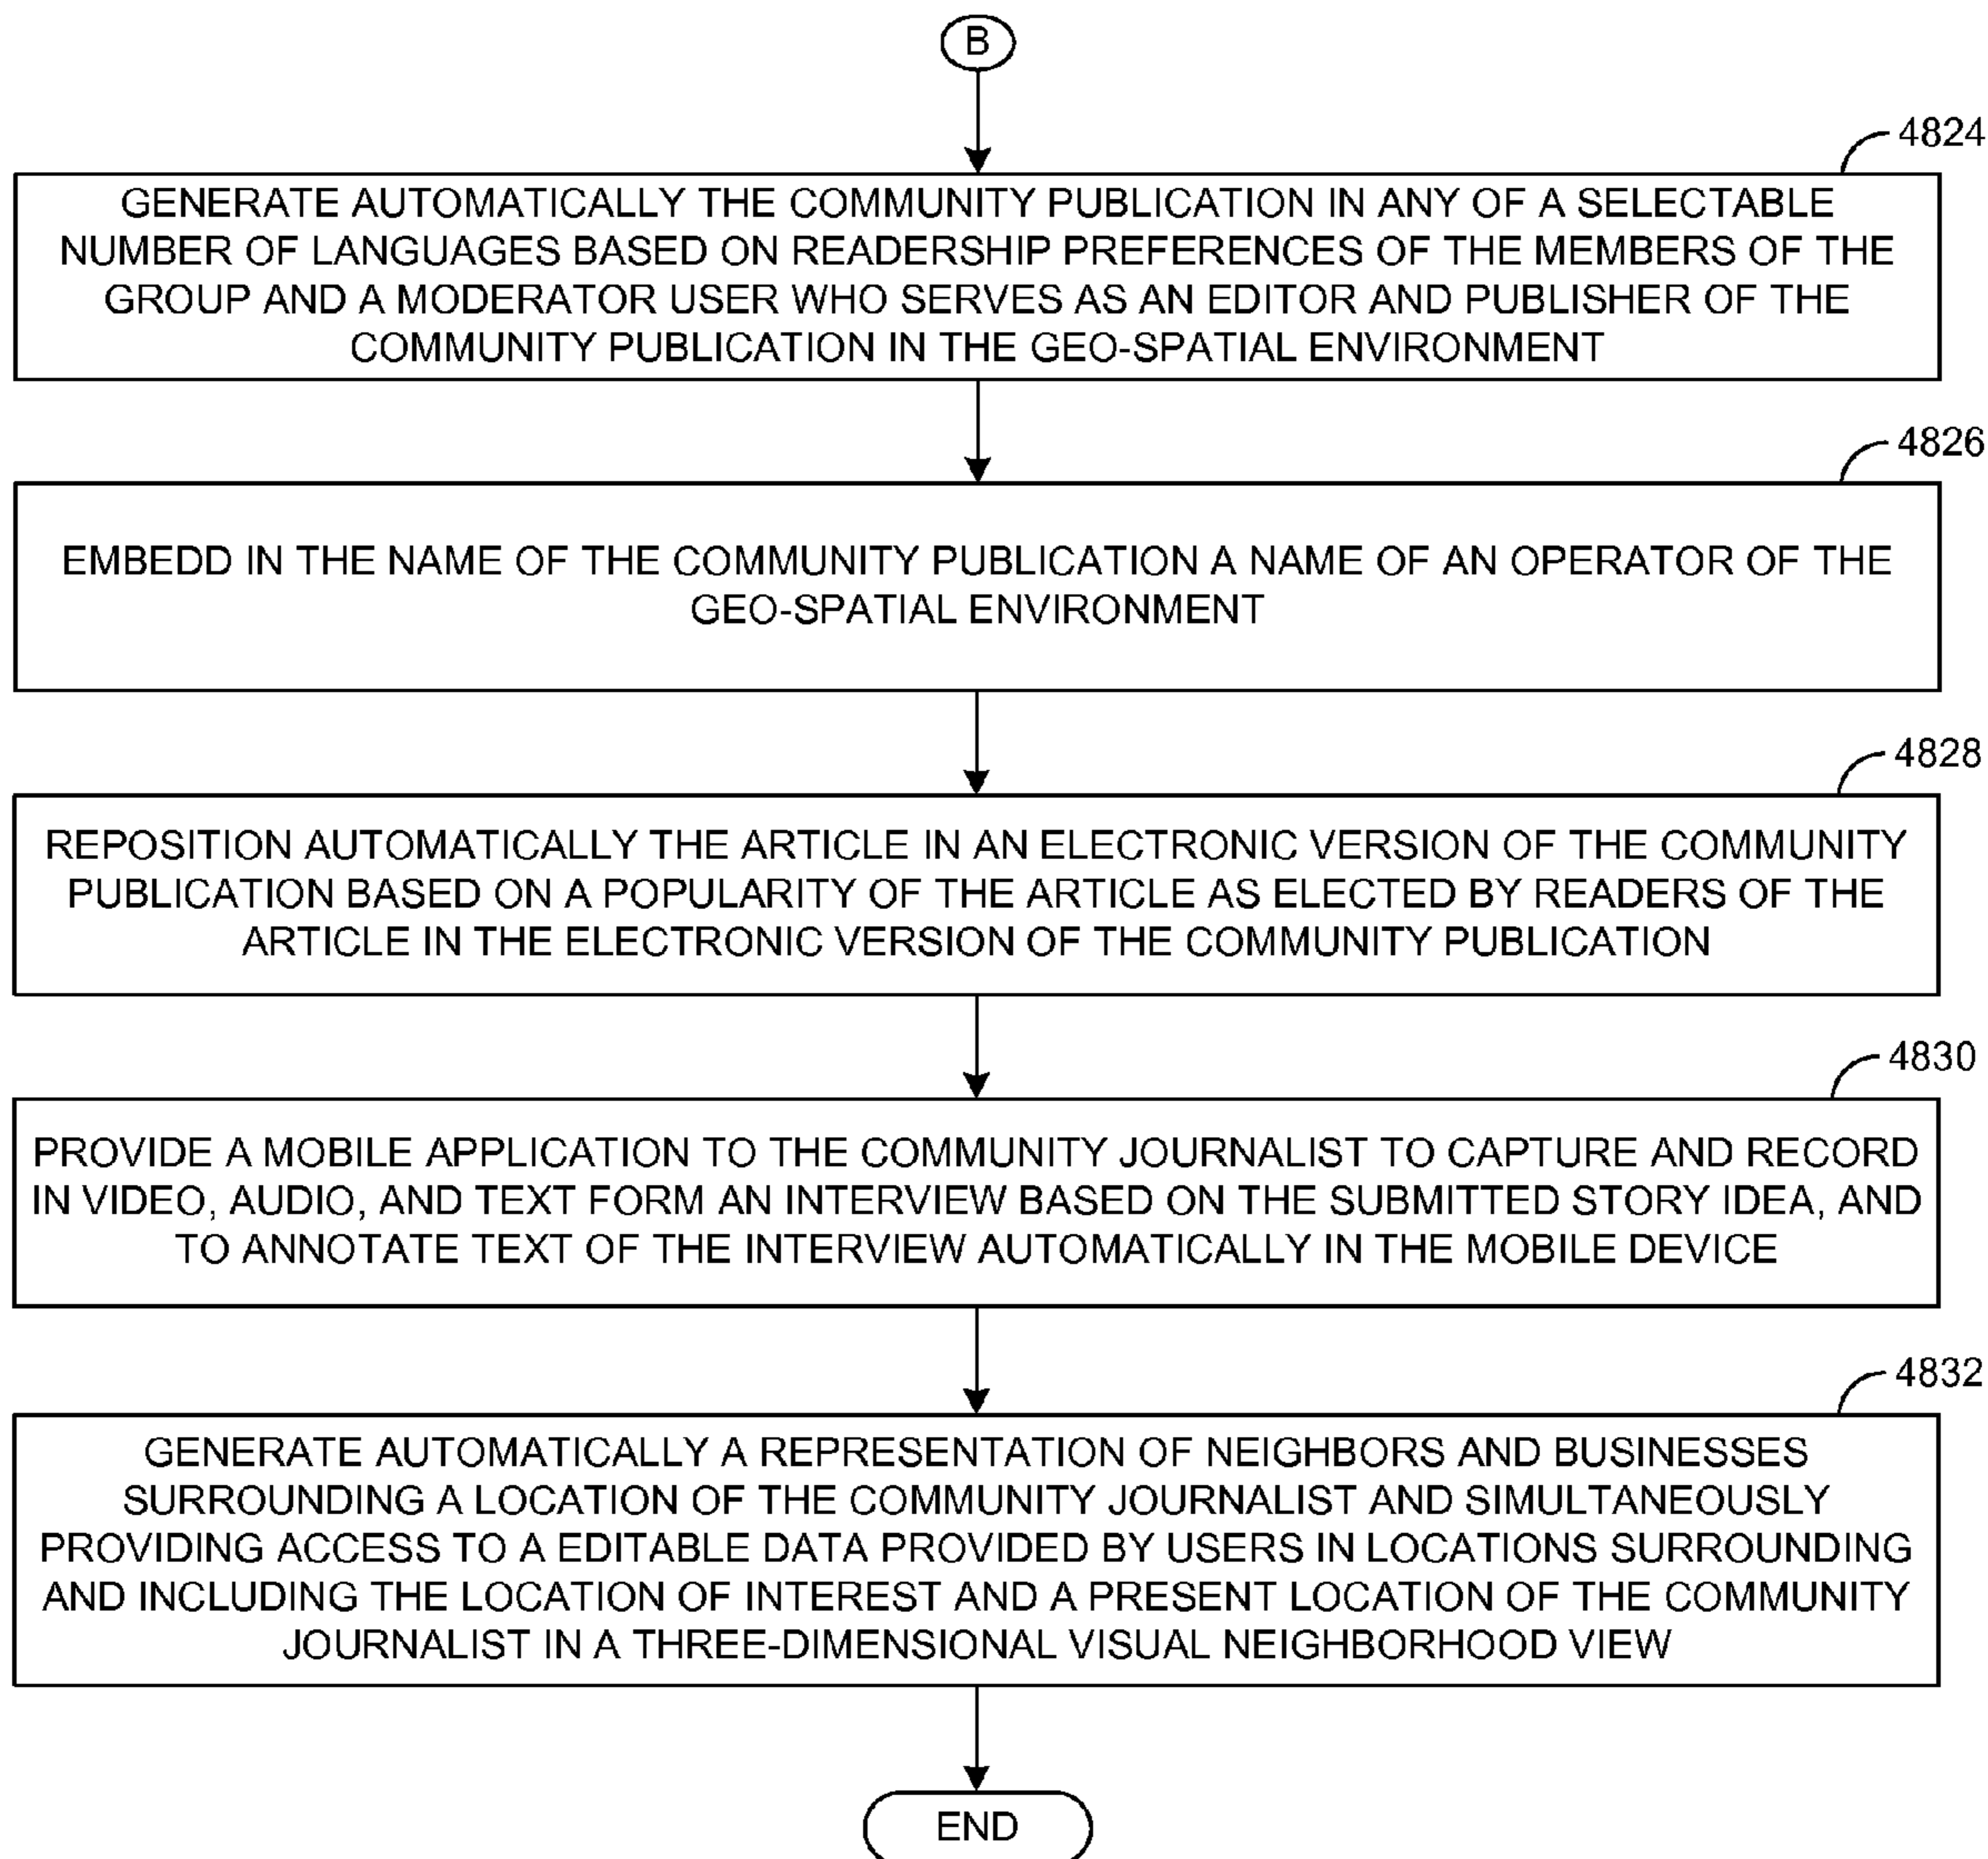 B
4824
GENERATE AUTOMATICALLY THE COMMUNITY PUBLICATION IN ANY OF A SELECTABLE
NUMBER OF LANGUAGES BASED ON READERSHIP PREFERENCES OF THE MEMBERS OF THE
GROUP AND A MODERATOR USER WHO SERVES AS AN EDITOR AND PUBLISHER OF THE
COMMUNITY PUBLICATION IN THE GEO-SPATIAL ENVIRONMENT
4826
EMBEDD IN THE NAME OF THE COMMUNITY PUBLICATION A NAME OF AN OPERATOR OF THE
GEO-SPATIAL ENVIRONMENT
4828
REPOSITION AUTOMATICALLY THE ARTICLE IN AN ELECTRONIC VERSION OF THE COMMUNITY
PUBLICATION BASED ON A POPULARITY OF THE ARTICLE AS ELECTED BY READERS OF THE
ARTICLE IN THE ELECTRONIC VERSION OF THE COMMUNITY PUBLICATION
4830
PROVIDE A MOBILE APPLICATION TO THE COMMUNITY JOURNALIST TO CAPTURE AND RECORD
IN VIDEO, AUDIO, AND TEXT FORM AN INTERVIEW BASED ON THE SUBMITTED STORY IDEA, AND
TO ANNOTATE TEXT OF THE INTERVIEW AUTOMATICALLY IN THE MOBILE DEVICE
4832
GENERATE AUTOMATICALLY A REPRESENTATION OF NEIGHBORS AND BUSINESSES
SURROUNDING A LOCATION OF THE COMMUNITY JOURNALIST AND SIMULTANEOUSLY
PROVIDING ACCESS TO A EDITABLE DATA PROVIDED BY USERS IN LOCATIONS SURROUNDING
AND INCLUDING THE LOCATION OF INTEREST AND A PRESENT LOCATION OF THE COMMUNITY
JOURNALIST IN A THREE-DIMENSIONAL VISUAL NEIGHBORHOOD VIEW
END